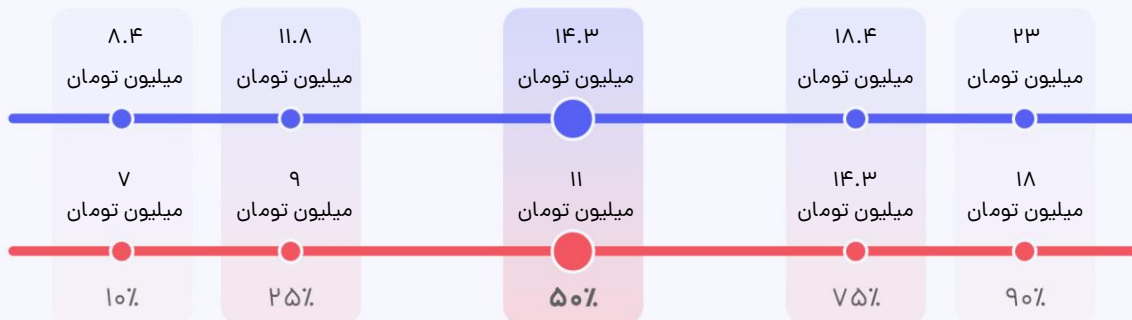 ۸.۴ ۱۱.۸ ۱۴.۳ ۱۸.۴ ۲۳
میلیون تومان میلیون تومان میلیون تومان میلیون تومان میلیون تومان
۷ ۹ ۱۱ ۱۴.۳ ۱۸
میلیون تومان میلیون تومان میلیون تومان میلیون تومان میلیون تومان
۱۰٪ ۲۵٪ ۵۰٪ ۷۵٪ ۹۰٪